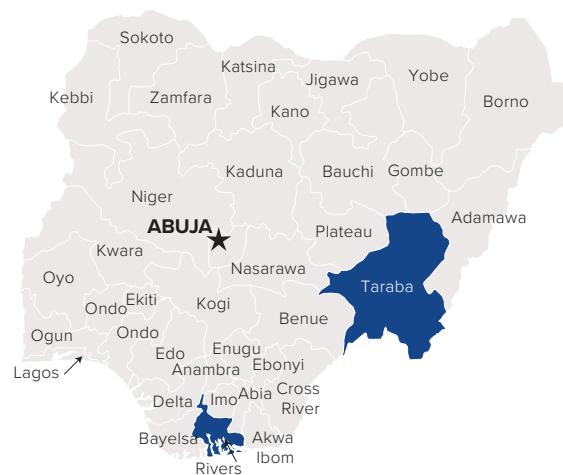 Sokoto
Katsina
Jigawa
Yobe
Kebbi
Zamfara
Kano
Borno
Kaduna
Bauchi
Gombe
Niger
ABUJA
Plateau
Adamawa
Kwara
Nasarawa
Oyo
Taraba
Ondo
Ekiti
Kogi
Benue
Ogun
Ondo
Edo
Enugu
Anambra
Ebonyi
Lagos
Delta
Imo
Abia
Cross
River
Bayelsa
Akwa
Ibom
Rivers